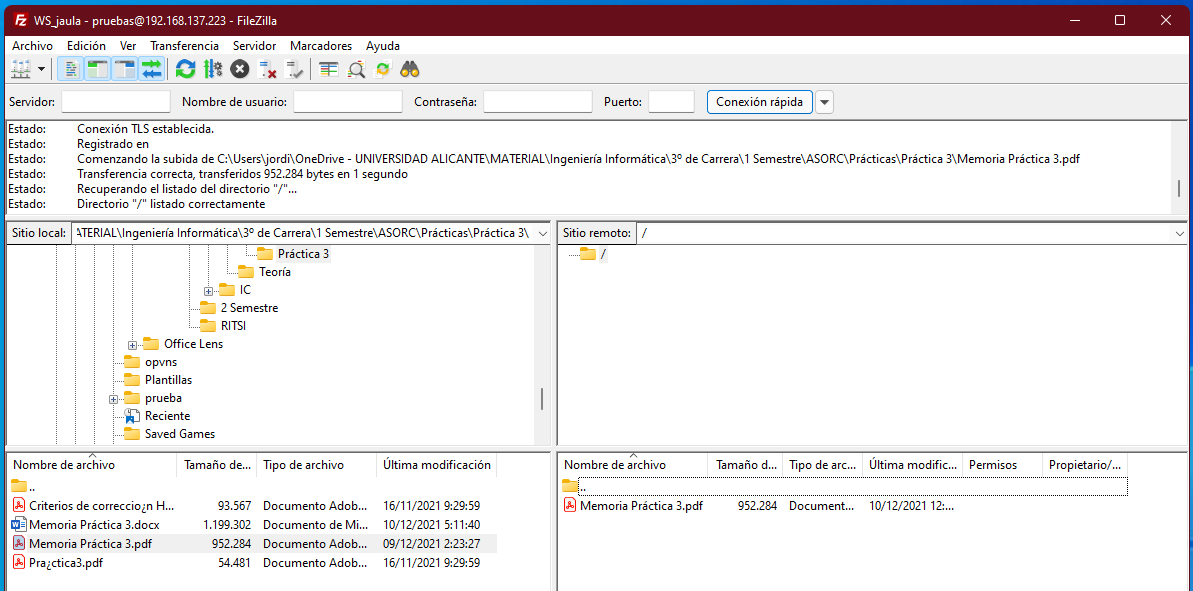 WS_jaula - pruebas@192.168.137.223 - FileZilla
Archivo Edición Ver Transferencia Servidor Marcadores Ayuda
Servidor: Nombre de usuario: Contraseña: Puerto: Conexión rápida
Estado: Conexión TLS establecida.
Estado: Registrado en
Estado: Comenzando la subida de C:\Users\jordi\OneDrive - UNIVERSIDAD ALICANTE\MATERIAL\Ingeniería Informática\3º de Carrera\1 Semestre\ASORC\Prácticas\Práctica 3\Memoria Práctica 3.pdf
Estado: Transferencia correcta, transferidos 952.284 bytes en 1 segundo
Estado: Recuperando el listado del directorio "/"...
Estado: Directorio "/" listado correctamente
Sitio local: ATERIAL\Ingeniería Informática\3º de Carrera\1 Semestre\ASORC\Prácticas\Práctica 3\
Práctica 3
Teoría
IC
2 Semestre
RITSI
Office Lens
opvns
Plantillas
prueba
Reciente
Saved Games
Sitio remoto: /
/
Nombre de archivo Tamaño de... Tipo de archivo Última modificación
..
Criterios de correccio¿n H... 93.567 Documento Adob... 16/11/2021 9:29:59
Memoria Práctica 3.docx 1.199.302 Documento de Mi... 10/12/2021 5:11:40
Memoria Práctica 3.pdf 952.284 Documento Adob... 09/12/2021 2:23:27
Pra¿ctica3.pdf 54.481 Documento Adob... 16/11/2021 9:29:59
Nombre de archivo Tamaño d... Tipo de arc... Última modific... Permisos Propietario/...
..
Memoria Práctica 3.pdf 952.284 Document... 10/12/2021 12:...